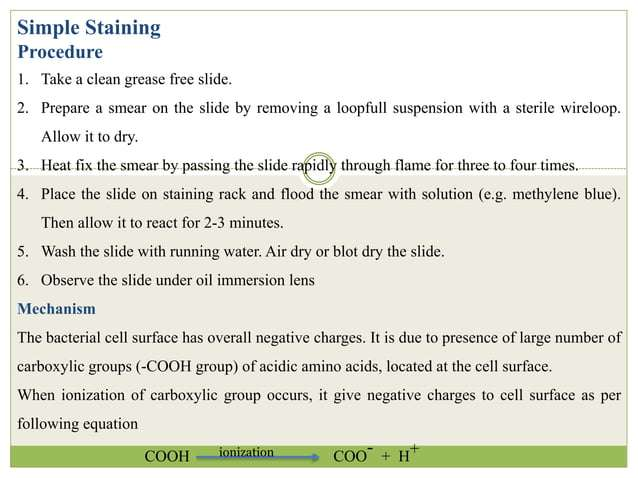 Simple Staining
Procedure
1. Take a clean grease free slide.
2. Prepare a smear on the slide by removing a loopfull suspension with a sterile wireloop.
Allow it to dry.
3. Heat fix the smear by passing the slide rapidly through flame for three to four times.
4. Place the slide on staining rack and flood the smear with solution (e.g. methylene blue).
Then allow it to react for 2-3 minutes.
5. Wash the slide with running water. Air dry or blot dry the slide.
6. Observe the slide under oil immersion lens
Mechanism
The bacterial cell surface has overall negative charges. It is due to presence of large number of
carboxylic groups (-COOH group) of acidic amino acids, located at the cell surface.
When ionization of carboxylic group occurs, it give negative charges to cell surface as per
following equation
COOH ionization COO- + H+